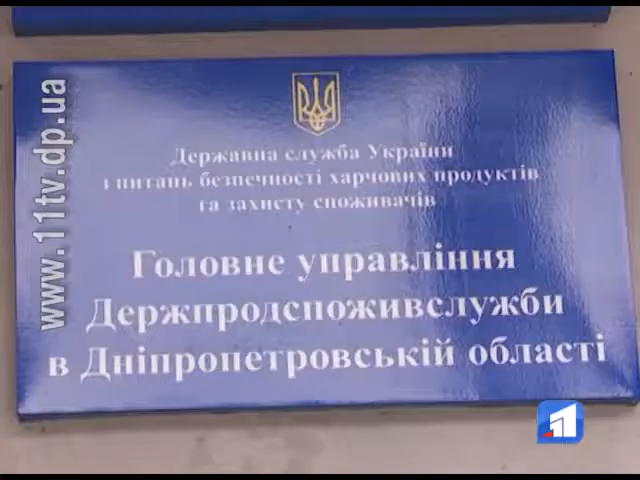 Державна служба України
з питань безпечності харчових продуктів
та захисту споживачів
Головне управління
Держпродспоживслужби
в Дніпропетровській області
www.11tv.dp.ua
11